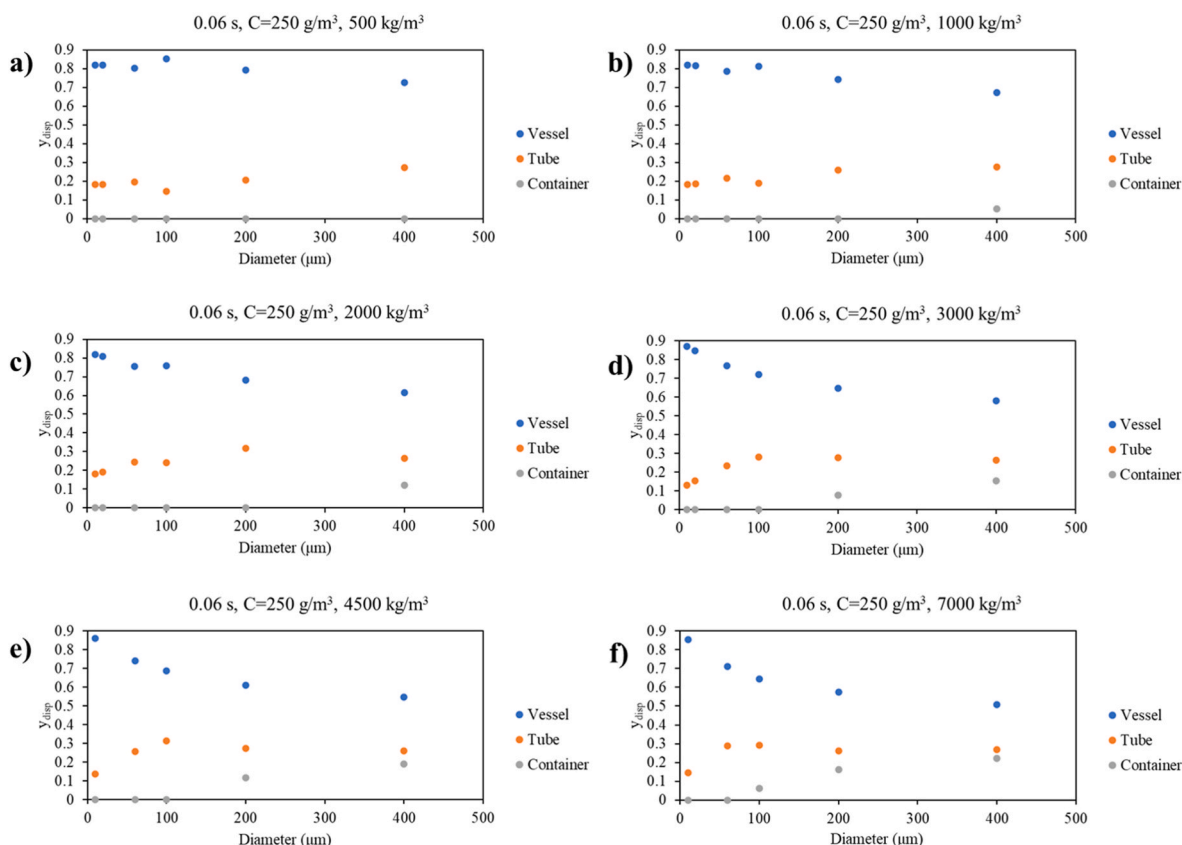 a)
0.06 s, C=250 g/m³, 500 kg/m³
0.9
0.8
0.7
0.6
0.5
0.4
0.3
0.2
0.1
0
y_disp
0 100 200 300 400 500
Diameter (μm)
Vessel
Tube
Container
b)
0.06 s, C=250 g/m³, 1000 kg/m³
0.9
0.8
0.7
0.6
0.5
0.4
0.3
0.2
0.1
0
y_disp
0 100 200 300 400 500
Diameter (μm)
Vessel
Tube
Container
c)
0.06 s, C=250 g/m³, 2000 kg/m³
0.9
0.8
0.7
0.6
0.5
0.4
0.3
0.2
0.1
0
y_disp
0 100 200 300 400 500
Diameter (μm)
Vessel
Tube
Container
d)
0.06 s, C=250 g/m³, 3000 kg/m³
0.9
0.8
0.7
0.6
0.5
0.4
0.3
0.2
0.1
0
y_disp
0 100 200 300 400 500
Diameter (μm)
Vessel
Tube
Container
e)
0.06 s, C=250 g/m³, 4500 kg/m³
0.9
0.8
0.7
0.6
0.5
0.4
0.3
0.2
0.1
0
y_disp
0 100 200 300 400 500
Diameter (μm)
Vessel
Tube
Container
f)
0.06 s, C=250 g/m³, 7000 kg/m³
0.9
0.8
0.7
0.6
0.5
0.4
0.3
0.2
0.1
0
y_disp
0 100 200 300 400 500
Diameter (μm)
Vessel
Tube
Container